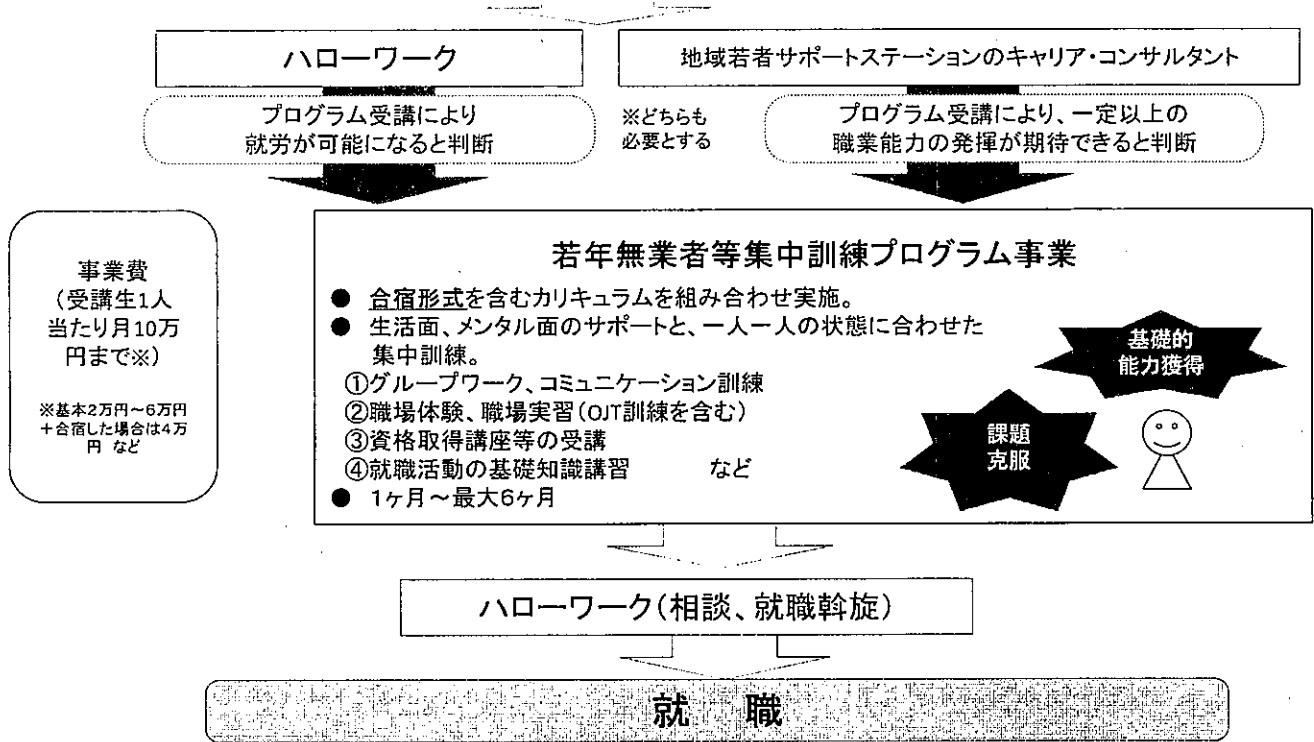 ハローワーク
地域若者サポートステーションのキャリア・コンサルタント
プログラム受講により
就労が可能になると判断
※どちらも
必要とする
プログラム受講により、一定以上の
職業能力の発揮が期待できると判断
事業費
(受講生1人
当たり月10万
円まで※)
※基本2万円～6万円
+合宿した場合は4万
円 など
若年無業者等集中訓練プログラム事業
● 合宿形式を含むカリキュラムを組み合わせ実施。
● 生活面、メンタル面のサポートと、一人一人の状態に合わせた
集中訓練。
①グループワーク、コミュニケーション訓練
②職場体験、職場実習(OJT訓練を含む)
③資格取得講座等の受講
④就職活動の基礎知識講習 など
● 1ヶ月～最大6ヶ月
基礎的
能力獲得
課題
克服
ハローワーク(相談、就職斡旋)
就 職